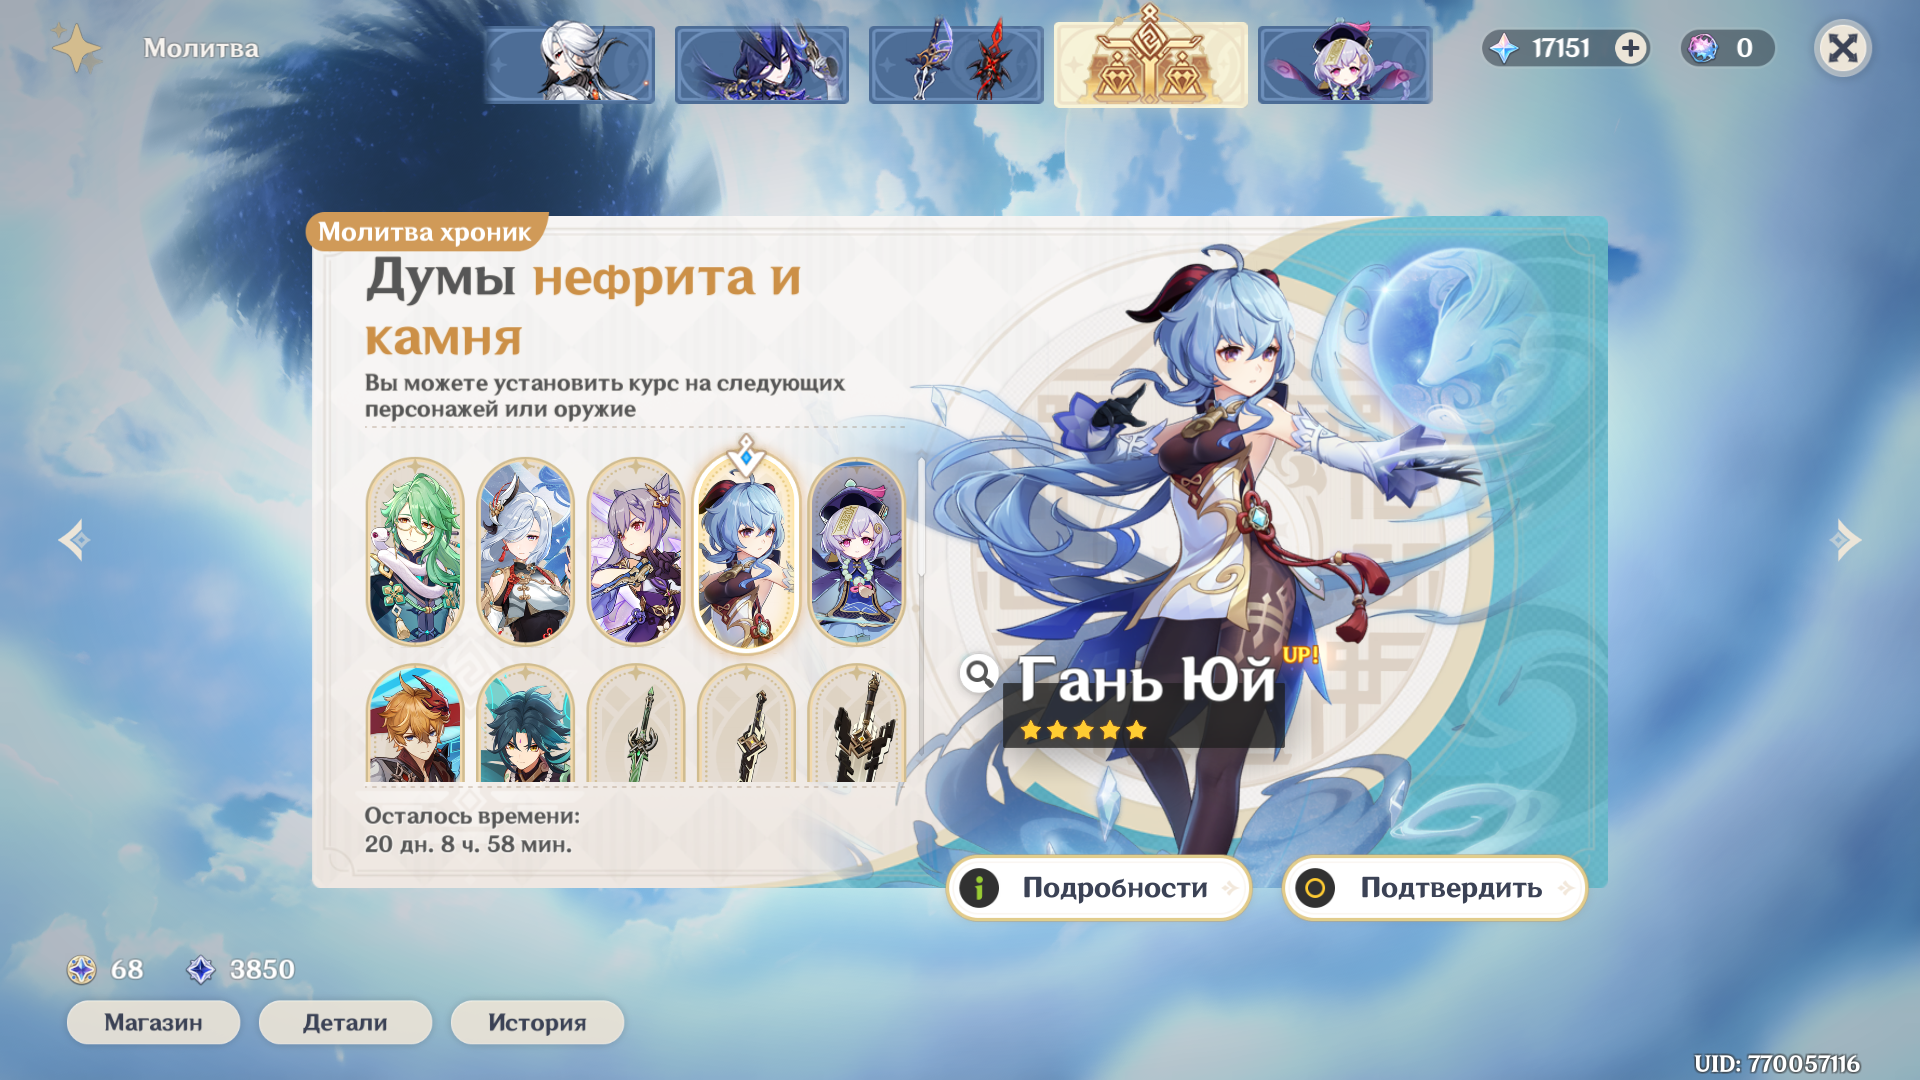 Молитва
17151
0
Молитва хроник
Думы нефрита и
камня
Вы можете установить курс на следующих
персонажей или оружие
Гань Юй
UP!
Осталось времени:
20 дн. 8 ч. 58 мин.
Подробности
Подтвердить
68
3850
Магазин
Детали
История
UID: 770057116